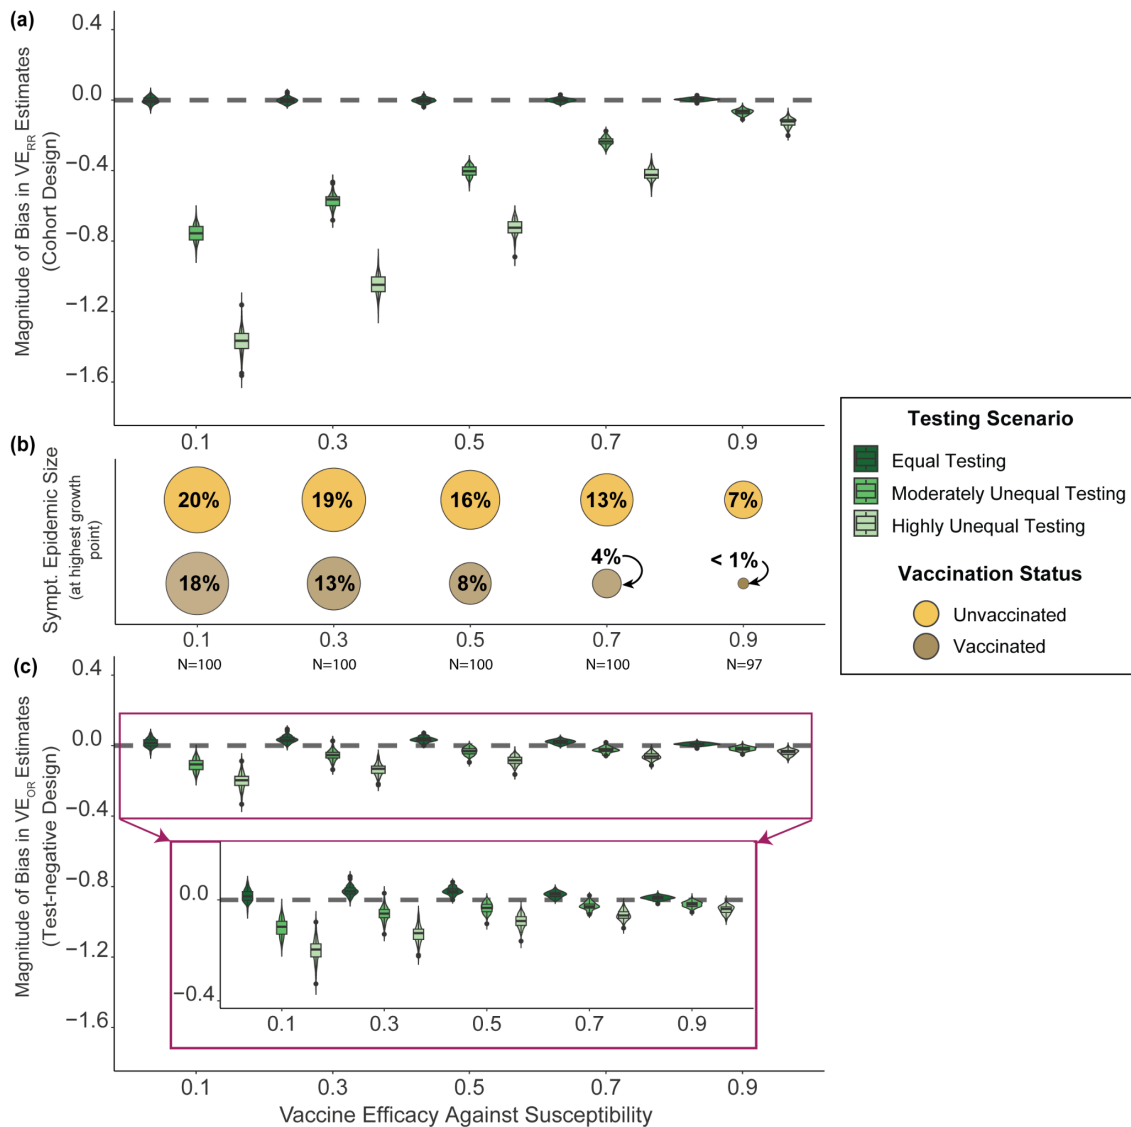 (a)
Magnitude of Bias in VE_RR Estimates
(Cohort Design)
0.4
0.0
−0.4
−0.8
−1.2
−1.6
0.1 0.3 0.5 0.7 0.9
(b)
Sympt. Epidemic Size
(at highest growth
point)
20% 19% 16% 13% 7%
18% 13% 8% 4% < 1%
0.1 0.3 0.5 0.7 0.9
N=100 N=100 N=100 N=100 N=97
(c)
Magnitude of Bias in VE_OR Estimates
(Test-negative Design)
0.4
0.0
−0.4
−0.8
−1.2
−1.6
0.0
−0.4
0.1 0.3 0.5 0.7 0.9
0.1 0.3 0.5 0.7 0.9
Vaccine Efficacy Against Susceptibility
Testing Scenario
Equal Testing
Moderately Unequal Testing
Highly Unequal Testing
Vaccination Status
Unvaccinated
Vaccinated